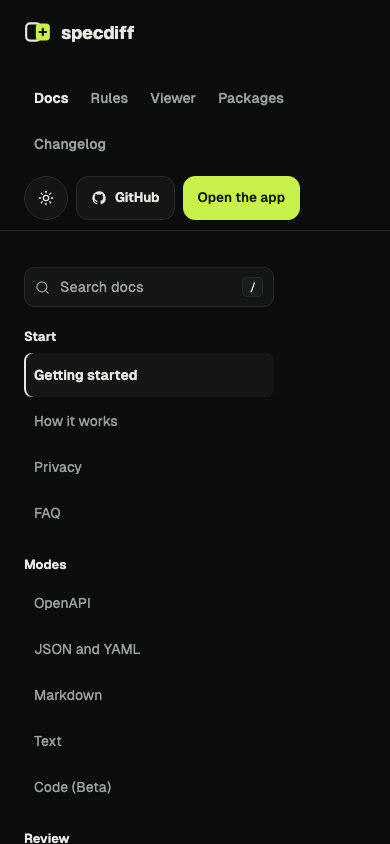 specdiff
Docs Rules Viewer Packages
Changelog
GitHub Open the app
Search docs /
Start
Getting started
How it works
Privacy
FAQ
Modes
OpenAPI
JSON and YAML
Markdown
Text
Code (Beta)
Review